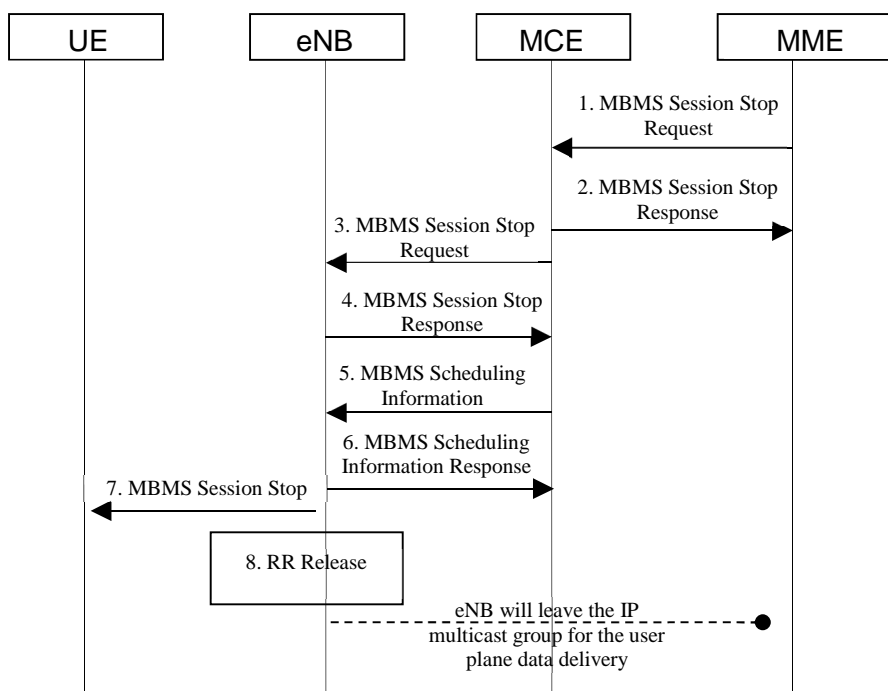 UE
eNB
MCE
MME
1. MBMS Session Stop
Request
2. MBMS Session Stop
Response
3. MBMS Session Stop
Request
4. MBMS Session Stop
Response
5. MBMS Scheduling
Information
6. MBMS Scheduling
Information Response
7. MBMS Session Stop
8. RR Release
eNB will leave the IP
multicast group for the user
plane data delivery